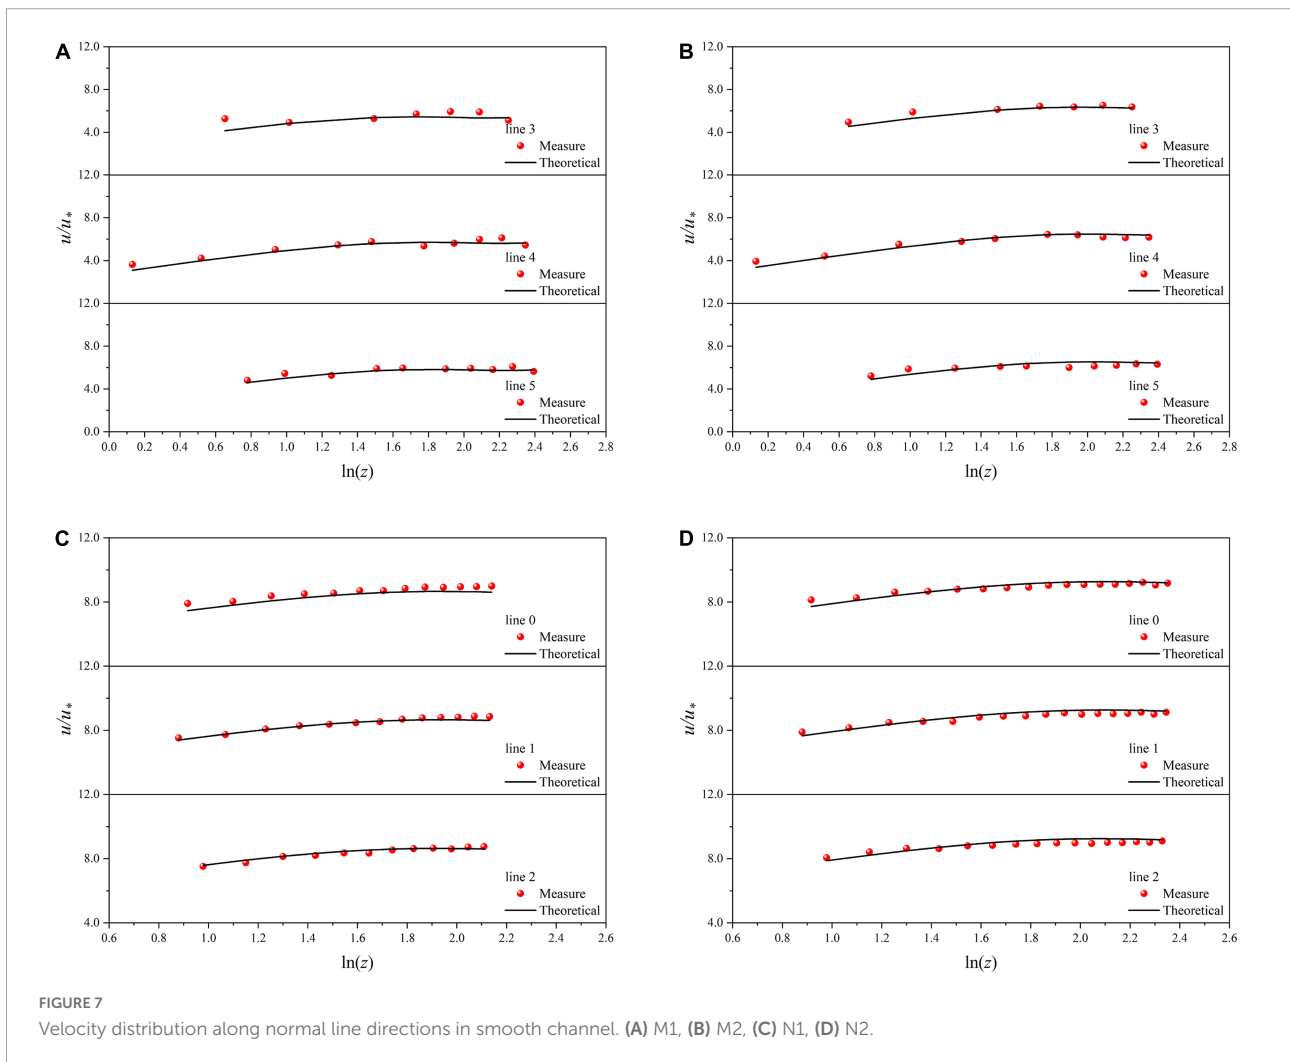 A
12.0
8.0
4.0
line 3
Measure
Theoretical
12.0
8.0
4.0
line 4
Measure
Theoretical
12.0
8.0
4.0
0.0
line 5
Measure
Theoretical
u/u*
0.0 0.2 0.4 0.6 0.8 1.0 1.2 1.4 1.6 1.8 2.0 2.2 2.4 2.6 2.8
ln(z)
B
12.0
8.0
4.0
line 3
Measure
Theoretical
12.0
8.0
4.0
line 4
Measure
Theoretical
12.0
8.0
4.0
0.0
line 5
Measure
Theoretical
u/u*
0.0 0.2 0.4 0.6 0.8 1.0 1.2 1.4 1.6 1.8 2.0 2.2 2.4 2.6 2.8
ln(z)
C
12.0
8.0
line 0
Measure
Theoretical
12.0
8.0
line 1
Measure
Theoretical
12.0
8.0
4.0
line 2
Measure
Theoretical
u/u*
0.6 0.8 1.0 1.2 1.4 1.6 1.8 2.0 2.2 2.4 2.6
ln(z)
D
12.0
8.0
line 0
Measure
Theoretical
12.0
8.0
line 1
Measure
Theoretical
12.0
8.0
4.0
line 2
Measure
Theoretical
u/u*
0.6 0.8 1.0 1.2 1.4 1.6 1.8 2.0 2.2 2.4 2.6
ln(z)
FIGURE 7
Velocity distribution along normal line directions in smooth channel. (A) M1, (B) M2, (C) N1, (D) N2.